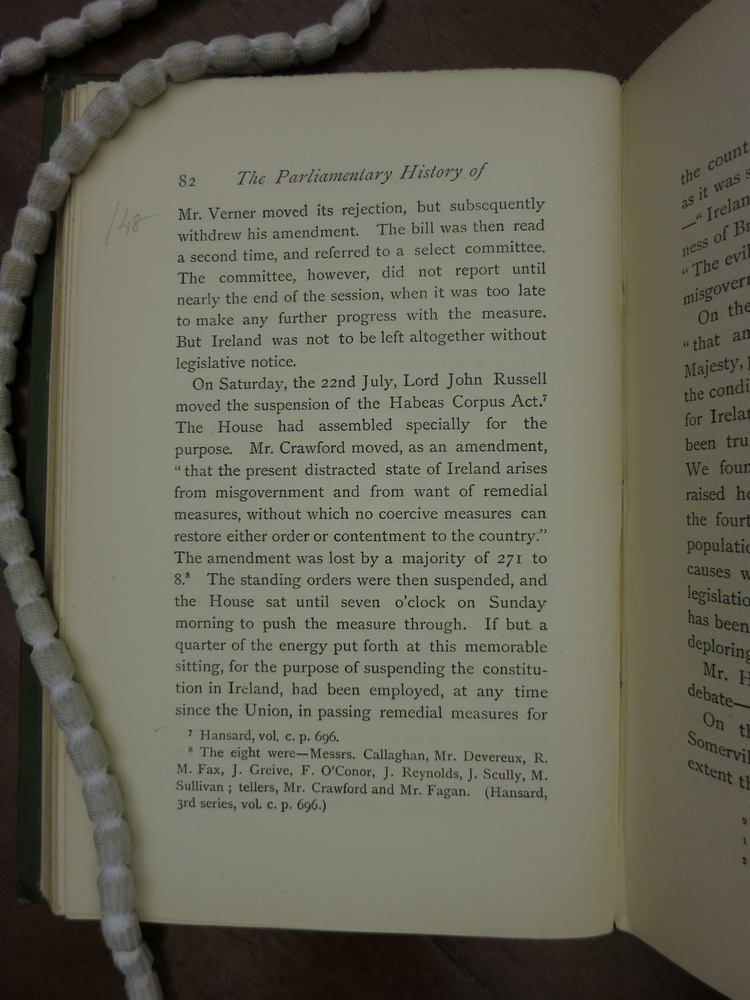 82 The Parliamentary History of
148
Mr. Verner moved its rejection, but subsequently
withdrew his amendment. The bill was then read
a second time, and referred to a select committee.
The committee, however, did not report until
nearly the end of the session, when it was too late
to make any further progress with the measure.
But Ireland was not to be left altogether without
legislative notice.
On Saturday, the 22nd July, Lord John Russell
moved the suspension of the Habeas Corpus Act.⁷
The House had assembled specially for the
purpose. Mr. Crawford moved, as an amendment,
“that the present distracted state of Ireland arises
from misgovernment and from want of remedial
measures, without which no coercive measures can
restore either order or contentment to the country.”
The amendment was lost by a majority of 271 to
8.⁸ The standing orders were then suspended, and
the House sat until seven o’clock on Sunday
morning to push the measure through. If but a
quarter of the energy put forth at this memorable
sitting, for the purpose of suspending the constitu-
tion in Ireland, had been employed, at any time
since the Union, in passing remedial measures for
⁷ Hansard, vol. c. p. 696.
⁸ The eight were—Messrs. Callaghan, Mr. Devereux, R.
M. Fax, J. Greive, F. O’Conor, J. Reynolds, J. Scully, M.
Sullivan ; tellers, Mr. Crawford and Mr. Fagan. (Hansard,
3rd series, vol. c. p. 696.)
the count
as it was s
—“Irelan
ness of Br
“The evil
misgovern
On the
“that an
Majesty,
the condi
for Irelan
been tru
We foun
raised he
the fourt
populatio
causes w
legislatio
has been
deploring
Mr. H
debate—
On th
Somervil
extent th